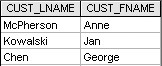 CUST_LNAME CUST_FNAME
McPherson Anne
Kowalski Jan
Chen George